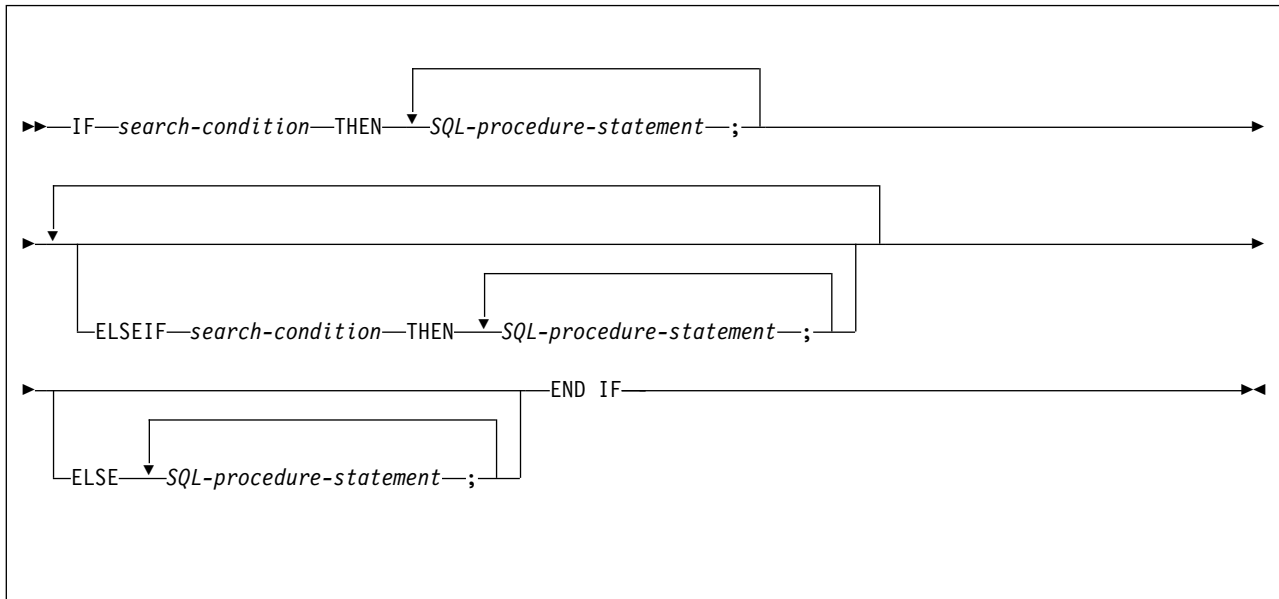 IF search-condition THEN SQL-procedure-statement ;
ELSEIF search-condition THEN SQL-procedure-statement ;
END IF
ELSE SQL-procedure-statement ;